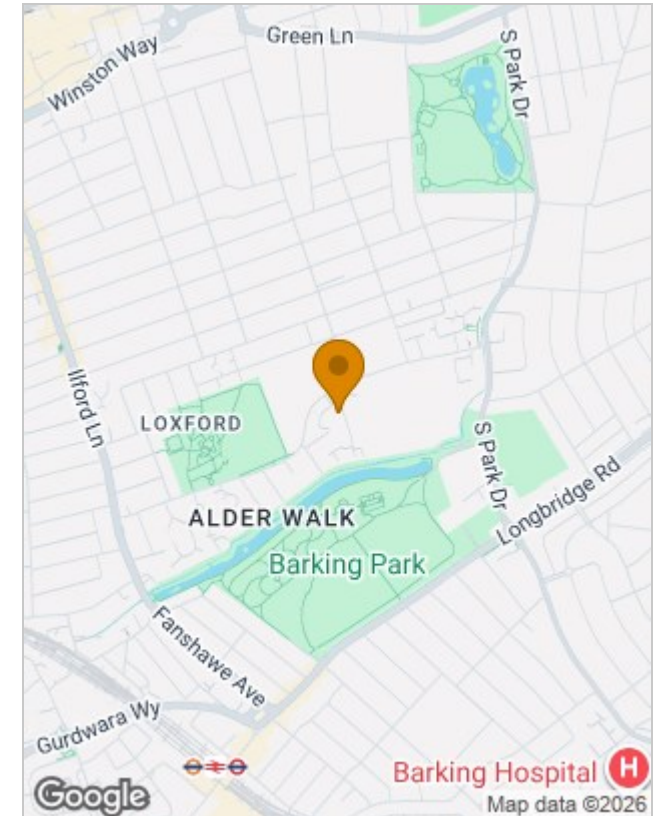 Winston Way
Green Ln
S Park Dr
Ilford Ln
LOXFORD
S Park Dr
Longbridge Rd
ALDER WALK
Barking Park
Fanshawe Ave
Gurdwara Wy
Barking Hospital H
Google
Map data ©2026